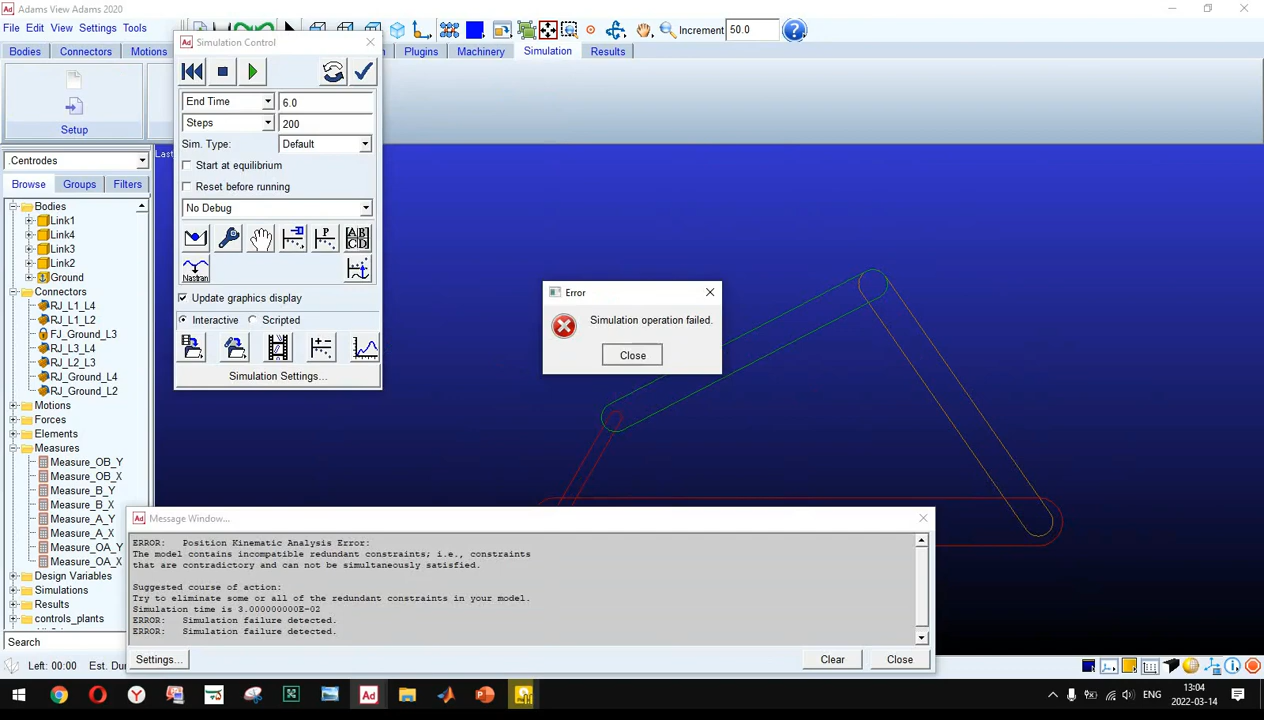 Adams View Adams 2020
File Edit View Settings Tools
Increment 50.0
Bodies Connectors Motions Plugins Machinery Simulation Results
Setup
Simulation Control
End Time 6.0
Steps 200
Sim. Type: Default
Start at equilibrium
Reset before running
No Debug
P
AB
CD
Nastran
Update graphics display
Interactive Scripted
Simulation Settings...
.Centrodes
Browse Groups Filters
Bodies
Link1
Link4
Link3
Link2
Ground
Connectors
RJ_L1_L4
RJ_L1_L2
FJ_Ground_L3
RJ_L3_L4
RJ_L2_L3
RJ_Ground_L4
RJ_Ground_L2
Motions
Forces
Elements
Measures
Measure_OB_Y
Measure_OB_X
Measure_B_Y
Measure_B_X
Measure_A_Y
Measure_A_X
Measure_OA_Y
Measure_OA_X
Design Variables
Simulations
Results
controls_plants
Search
Error
Simulation operation failed.
Close
Message Window...
ERROR: Position Kinematic Analysis Error:
The model contains incompatible redundant constraints; i.e., constraints
that are contradictory and can not be simultaneously satisfied.
Suggested course of action:
Try to eliminate some or all of the redundant constraints in your model.
Simulation time is 3.000000000E-02
ERROR: Simulation failure detected.
ERROR: Simulation failure detected.
Settings... Clear Close
Left: 00:00 Est. Dur
ENG
13:04
2022-03-14